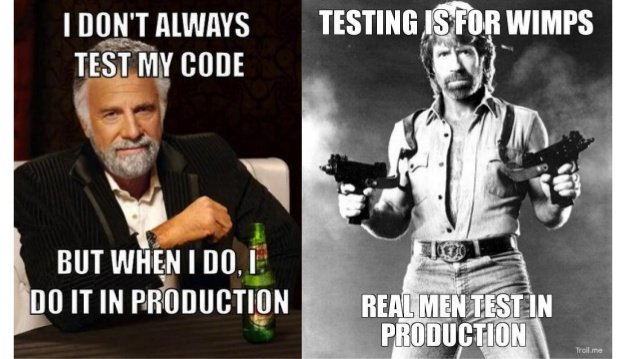 I DON'T ALWAYS
TEST MY CODE
BUT WHEN I DO, I
DO IT IN PRODUCTION
TESTING IS FOR WIMPS
REAL MEN TEST IN
PRODUCTION
Troll.me